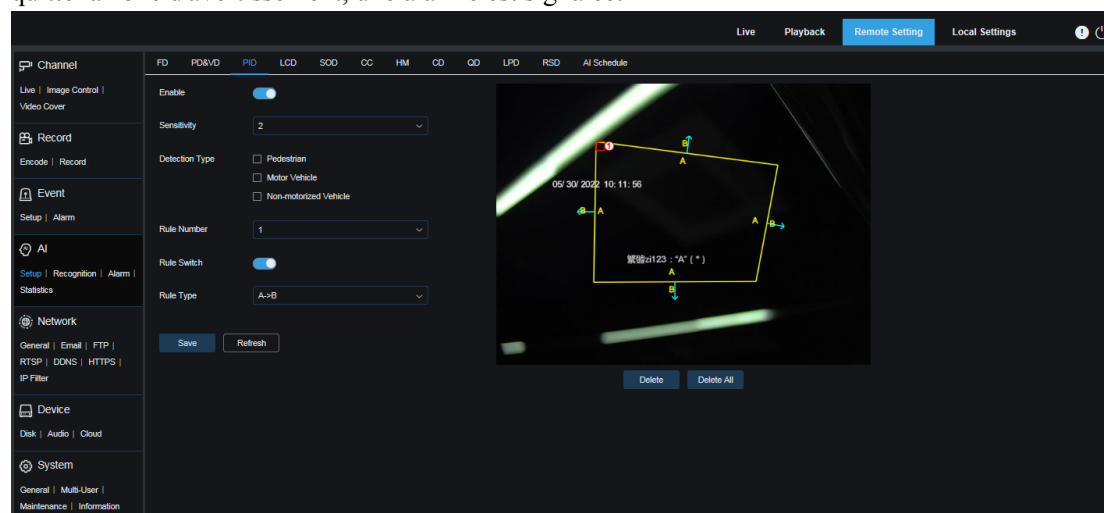 Live Playback Remote Setting Local Settings
Channel
Live | Image Control |
Video Cover
Record
Encode | Record
Event
Setup | Alarm
AI
Setup | Recognition | Alarm |
Statistics
Network
General | Email | FTP |
RTSP | DDNS | HTTPS |
IP Filter
Device
Disk | Audio | Cloud
System
General | Multi-User |
Maintenance | Information
FD PD&VD PID LCD SOD CC HM CD QD LPD RSD AI Schedule
Enable
Sensitivity 2
Detection Type Pedestrian
Motor Vehicle
Non-motorized Vehicle
Rule Number 1
Rule Switch
Rule Type A->B
Save Refresh
1
B
A
05/30/2022 10:11:56
B A
A B
zi123 : "A" ( * )
A
B
Delete Delete All